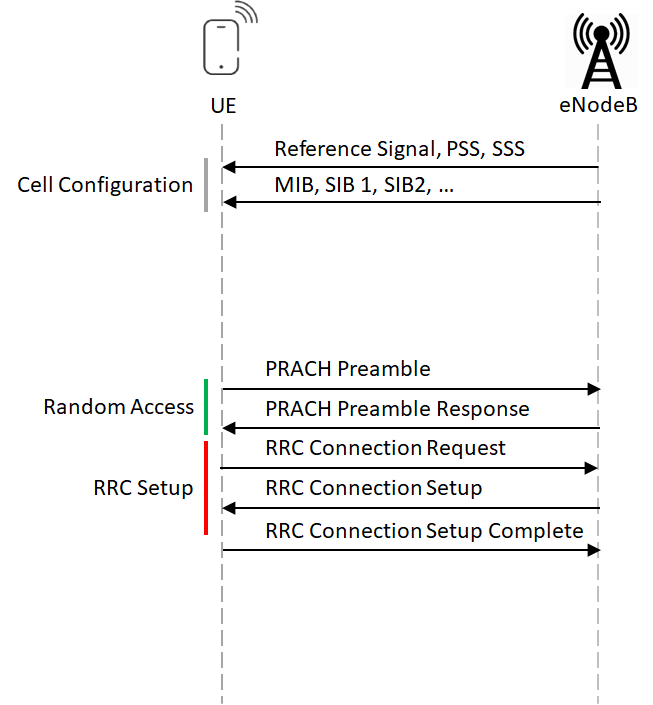 UE
eNodeB
Reference Signal, PSS, SSS
Cell Configuration
MIB, SIB 1, SIB2, ...
PRACH Preamble
Random Access
PRACH Preamble Response
RRC Connection Request
RRC Setup
RRC Connection Setup
RRC Connection Setup Complete